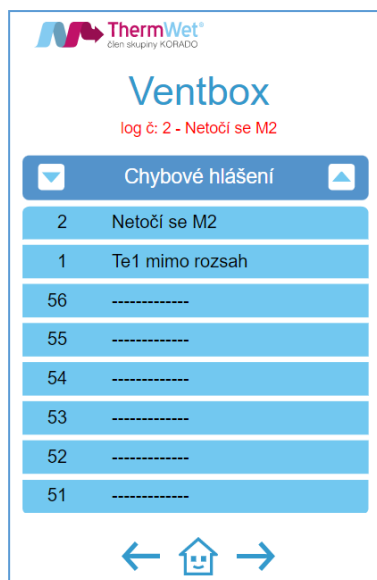 ThermWet®
člen skupiny KORADO
Ventbox
log č: 2 - Netočí se M2
Chybové hlášení
2 Netočí se M2
1 Te1 mimo rozsah
56 -------------
55 -------------
54 -------------
53 -------------
52 -------------
51 -------------